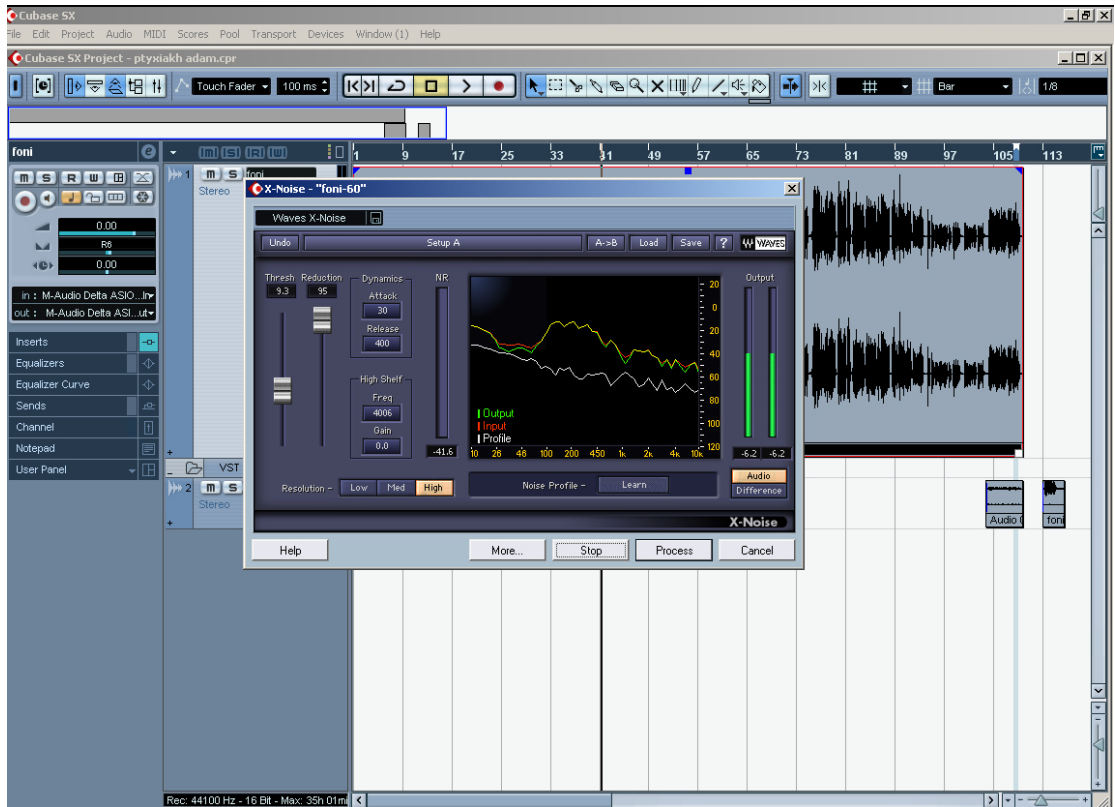 Cubase SX
File Edit Project Audio MIDI Scores Pool Transport Devices Window (1) Help
Cubase SX Project - ptyxiakh adam.cpr
Touch Fader 100 ms Bar 1/8
foni
m s R W
0.00
R6
0.00
in : M-Audio Delta ASIO...In
out : M-Audio Delta ASI...ut
Inserts
Equalizers
Equalizer Curve
Sends
Channel
Notepad
User Panel
m s R W
1 9 17 25 33 41 49 57 65 73 81 89 97 105 113
1 m s foni
Stereo
VST
2 m s
Stereo
Audio
foni
X-Noise - "foni-60"
Waves X-Noise
Undo Setup A A->B Load Save ? WAVES
Thresh Reduction Dynamics NR Output
9.3 95
Attack
30
Release
400
High Shelf
Freq
4006
Gain
0.0
-41.6
20
0
20
40
60
80
100
120
Output
Input
Profile
10 26 46 100 200 450 1k 2k 4k 10k
-6.2 -6.2
Resolution - Low Med High
Noise Profile - Learn
Audio
Difference
X-Noise
Help More... Stop Process Cancel
Rec: 44100 Hz - 16 Bit - Max: 35h 01mi